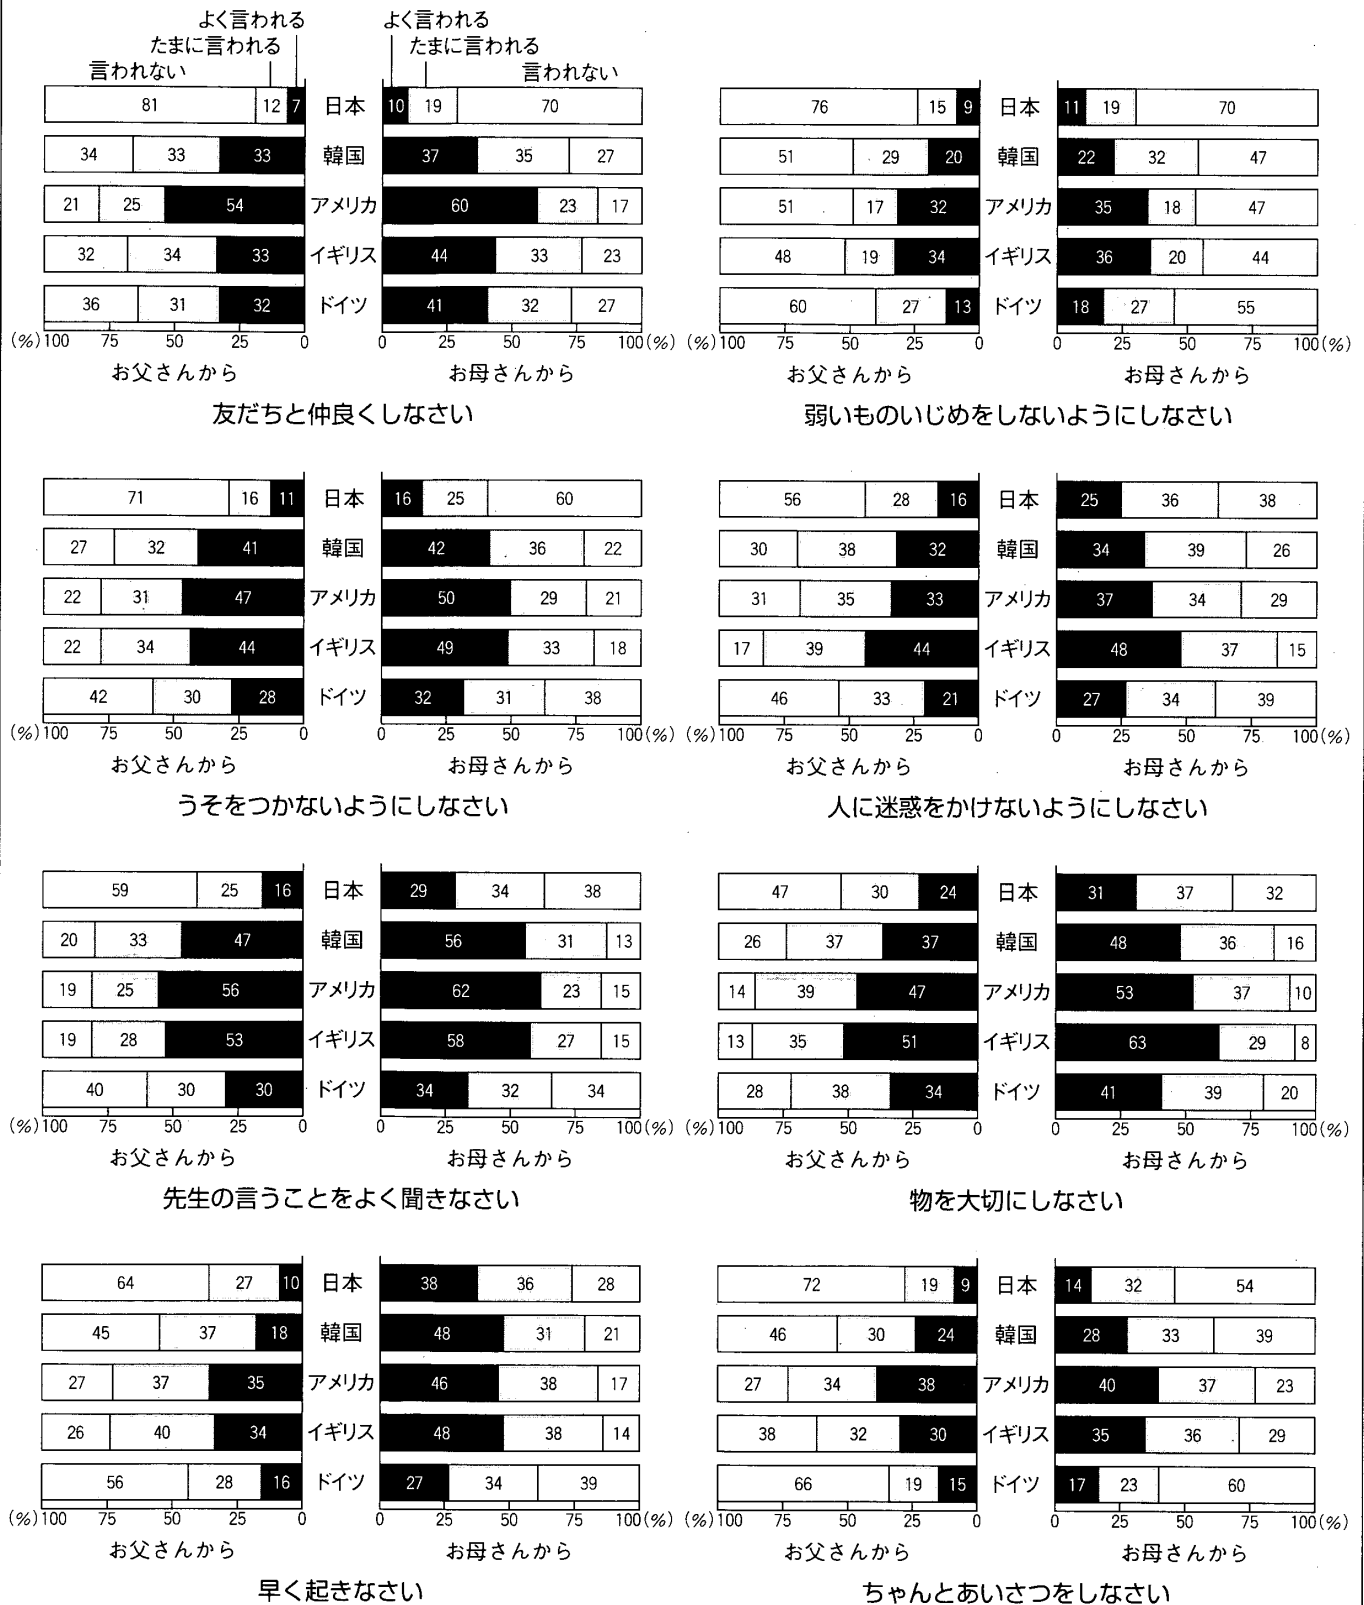 よく言われる よく言われる
たまに言われる たまに言われる
言われない 言われない
81 12 7 日本 10 19 70
34 33 33 韓国 37 35 27
21 25 54 アメリカ 60 23 17
32 34 33 イギリス 44 33 23
36 31 32 ドイツ 41 32 27
(%)100 75 50 25 0 0 25 50 75 100(%)
お父さんから お母さんから
友だちと仲良くしなさい
76 15 9 日本 11 19 70
51 29 20 韓国 22 32 47
51 17 32 アメリカ 35 18 47
48 19 34 イギリス 36 20 44
60 27 13 ドイツ 18 27 55
(%)100 75 50 25 0 0 25 50 75 100(%)
お父さんから お母さんから
弱いものいじめをしないようにしなさい
71 16 11 日本 16 25 60
27 32 41 韓国 42 36 22
22 31 47 アメリカ 50 29 21
22 34 44 イギリス 49 33 18
42 30 28 ドイツ 32 31 38
(%)100 75 50 25 0 0 25 50 75 100(%)
お父さんから お母さんから
うそをつかないようにしなさい
56 28 16 日本 25 36 38
30 38 32 韓国 34 39 26
31 35 33 アメリカ 37 34 29
17 39 44 イギリス 48 37 15
46 33 21 ドイツ 27 34 39
(%)100 75 50 25 0 0 25 50 75 100(%)
お父さんから お母さんから
人に迷惑をかけないようにしなさい
59 25 16 日本 29 34 38
20 33 47 韓国 56 31 13
19 25 56 アメリカ 62 23 15
19 28 53 イギリス 58 27 15
40 30 30 ドイツ 34 32 34
(%)100 75 50 25 0 0 25 50 75 100(%)
お父さんから お母さんから
先生の言うことをよく聞きなさい
47 30 24 日本 31 37 32
26 37 37 韓国 48 36 16
14 39 47 アメリカ 53 37 10
13 35 51 イギリス 63 29 8
28 38 34 ドイツ 41 39 20
(%)100 75 50 25 0 0 25 50 75 100(%)
お父さんから お母さんから
物を大切にしなさい
64 27 10 日本 38 36 28
45 37 18 韓国 48 31 21
27 37 35 アメリカ 46 38 17
26 40 34 イギリス 48 38 14
56 28 16 ドイツ 27 34 39
(%)100 75 50 25 0 0 25 50 75 100(%)
お父さんから お母さんから
早く起きなさい
72 19 9 日本 14 32 54
46 30 24 韓国 28 33 39
27 34 38 アメリカ 40 37 23
38 32 30 イギリス 35 36 29
66 19 15 ドイツ 17 23 60
(%)100 75 50 25 0 0 25 50 75 100(%)
お父さんから お母さんから
ちゃんとあいさつをしなさい